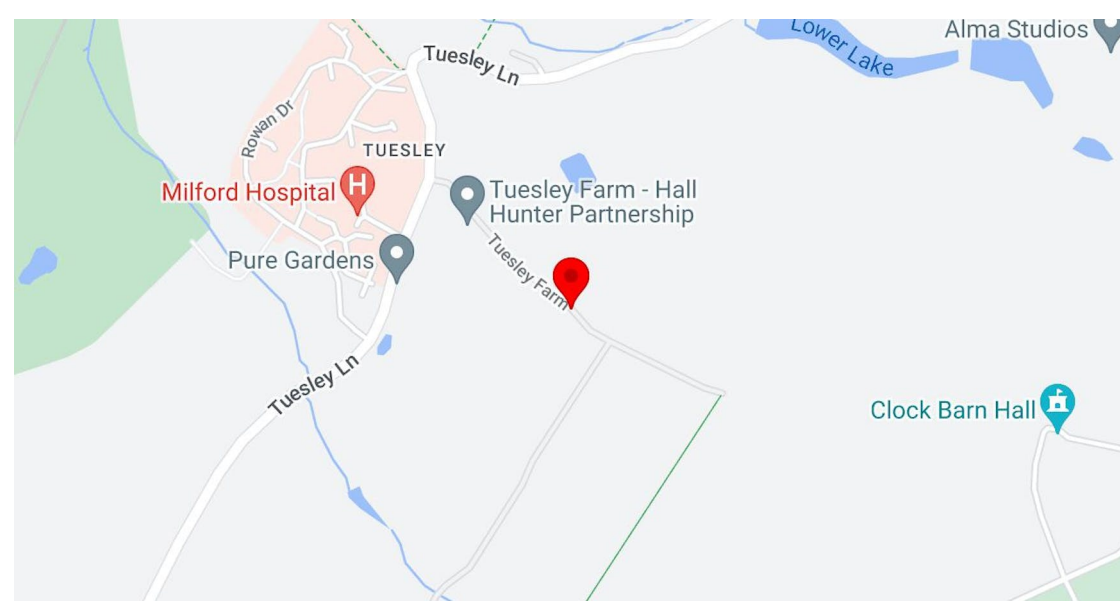 Lower Lake
Alma Studios
Tuesley Ln
Rowan Dr
TUESLEY
Milford Hospital
H
Tuesley Farm - Hall
Hunter Partnership
Pure Gardens
Tuesley Farm
Tuesley Ln
Clock Barn Hall